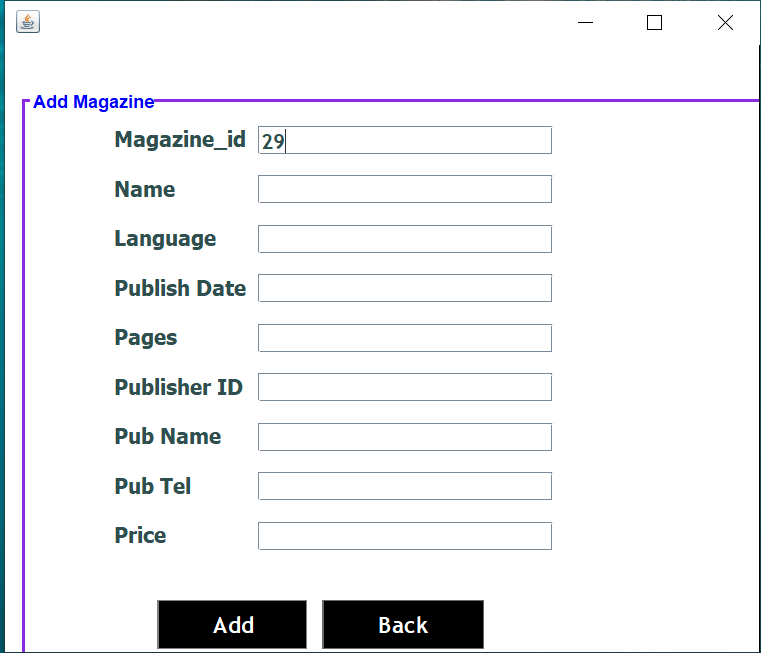 Add Magazine
Magazine_id 29
Name
Language
Publish Date
Pages
Publisher ID
Pub Name
Pub Tel
Price
Add Back